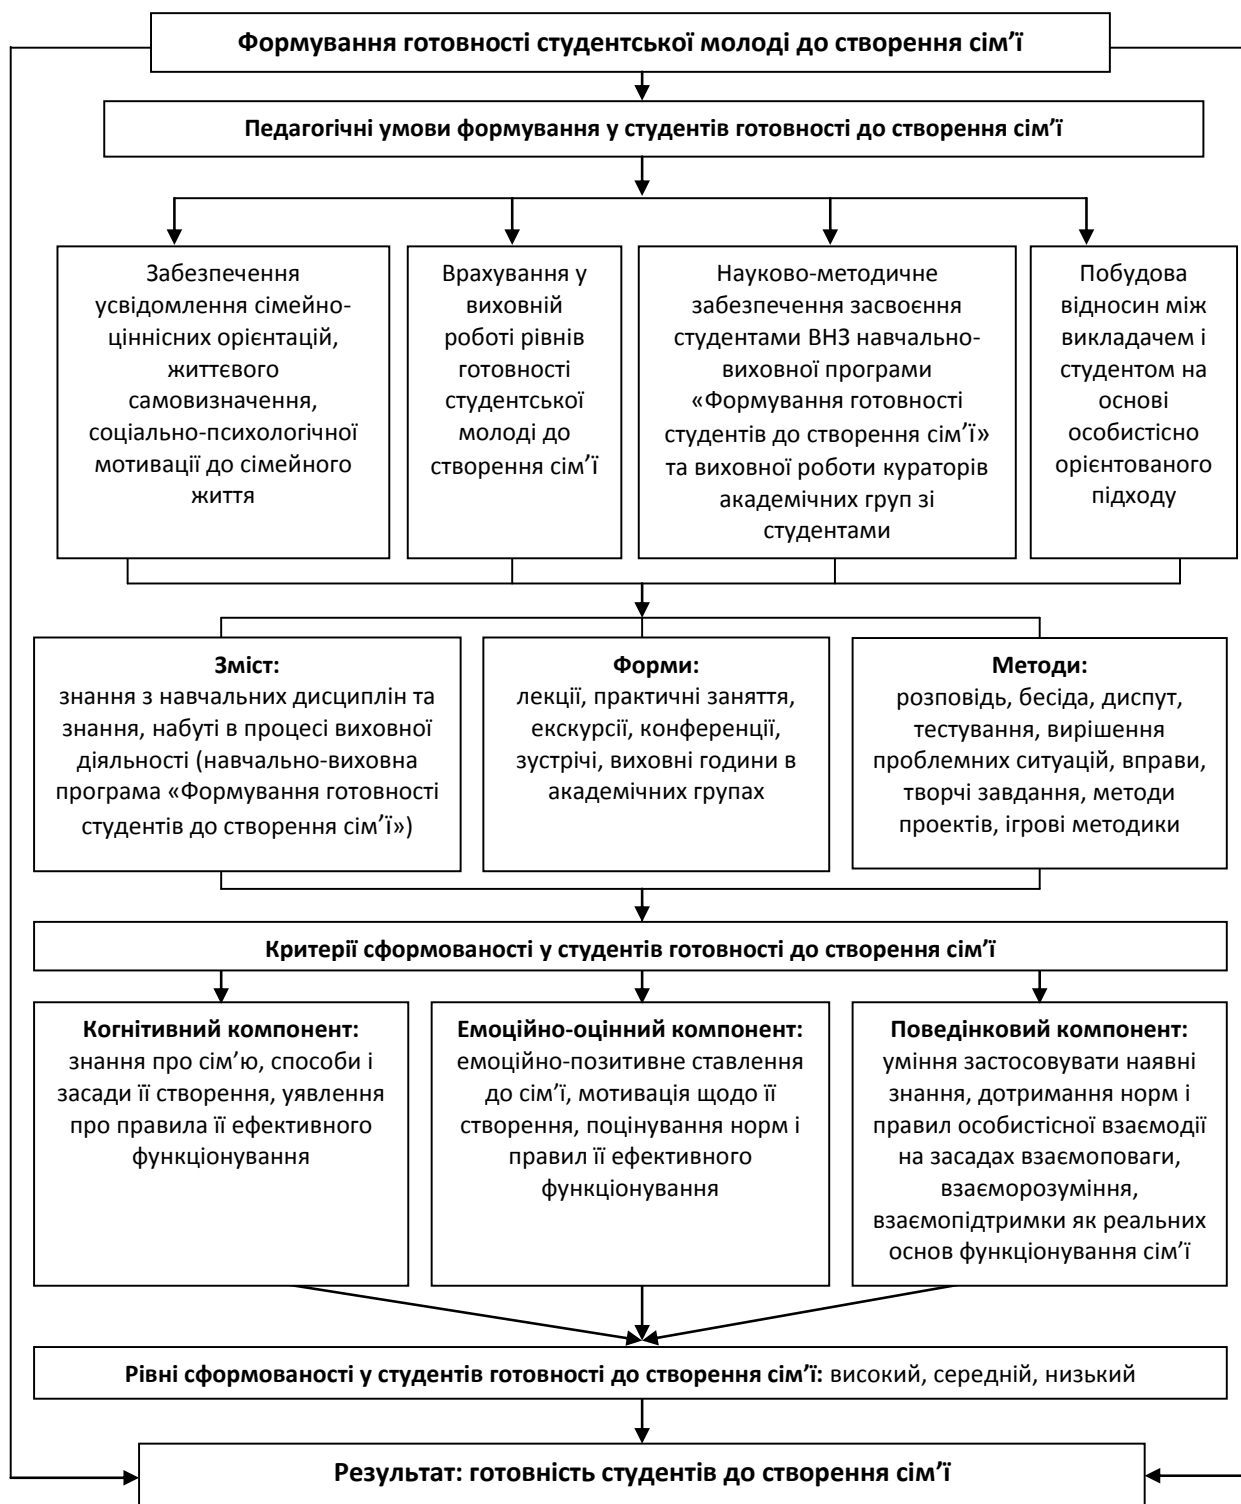 Формування готовності студентської молоді до створення сім’ї
Педагогічні умови формування у студентів готовності до створення сім’ї
Забезпечення
усвідомлення сімейно-
ціннісних орієнтацій,
життєвого
самовизначення,
соціально-психологічної
мотивації до сімейного
життя
Врахування у
виховній
роботі рівнів
готовності
студентської
молоді до
створення сім’ї
Науково-методичне
забезпечення засвоєння
студентами ВНЗ навчально-
виховної програми
«Формування готовності
студентів до створення сім’ї»
та виховної роботи кураторів
академічних груп зі
студентами
Побудова
відносин між
викладачем і
студентом на
основі
особистісно
орієнтованого
підходу
Зміст:
знання з навчальних дисциплін та
знання, набуті в процесі виховної
діяльності (навчально-виховна
програма «Формування готовності
студентів до створення сім’ї»)
Форми:
лекції, практичні заняття,
екскурсії, конференції,
зустрічі, виховні години в
академічних групах
Методи:
розповідь, бесіда, диспут,
тестування, вирішення
проблемних ситуацій, вправи,
творчі завдання, методи
проектів, ігрові методики
Критерії сформованості у студентів готовності до створення сім’ї
Когнітивний компонент:
знання про сім’ю, способи і
засади її створення, уявлення
про правила її ефективного
функціонування
Емоційно-оцінний компонент:
емоційно-позитивне ставлення
до сім’ї, мотивація щодо її
створення, поцінування норм і
правил її ефективного
функціонування
Поведінковий компонент:
уміння застосовувати наявні
знання, дотримання норм і
правил особистісної взаємодії
на засадах взаємоповаги,
взаєморозуміння,
взаємопідтримки як реальних
основ функціонування сім’ї
Рівні сформованості у студентів готовності до створення сім’ї: високий, середній, низький
Результат: готовність студентів до створення сім’ї